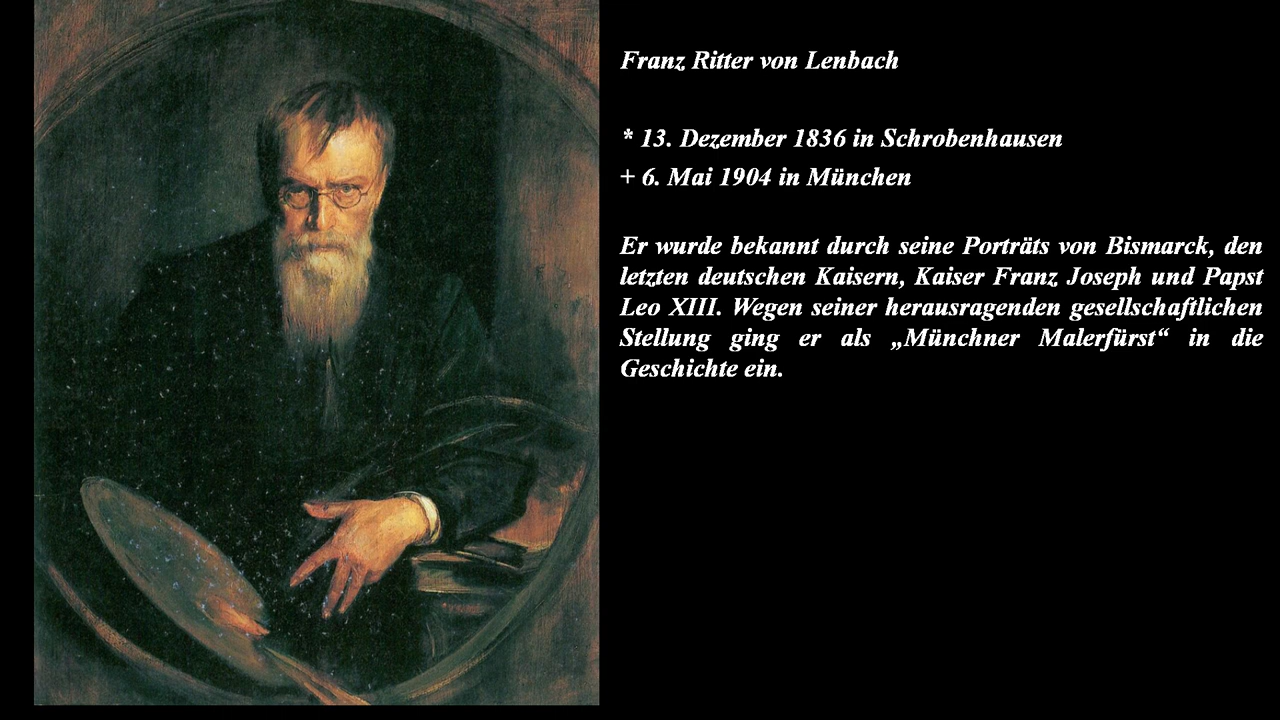 Franz Ritter von Lenbach
* 13. Dezember 1836 in Schrobenhausen
+ 6. Mai 1904 in München
Er wurde bekannt durch seine Porträts von Bismarck, den
letzten deutschen Kaisern, Kaiser Franz Joseph und Papst
Leo XIII. Wegen seiner herausragenden gesellschaftlichen
Stellung ging er als „Münchner Malerfürst“ in die
Geschichte ein.